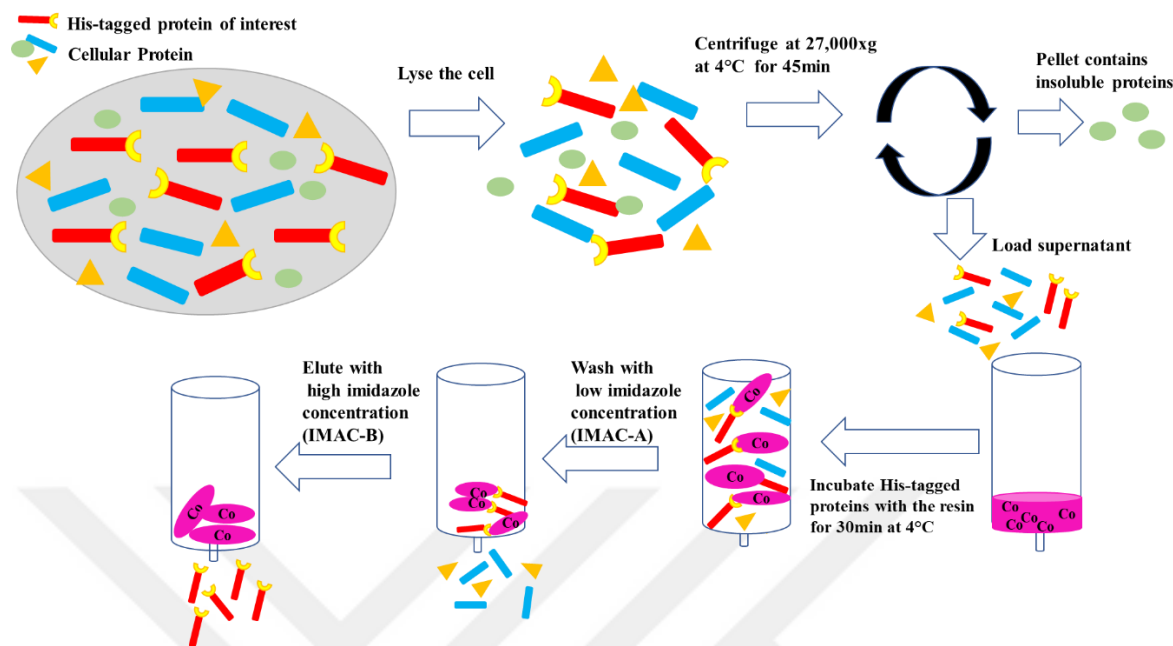 His-tagged protein of interest
Cellular Protein
Lyse the cell
Centrifuge at 27,000xg
at 4°C for 45min
Pellet contains
insoluble proteins
Load supernatant
Co
Co Co
Co Co
Incubate His-tagged
proteins with the resin
for 30min at 4°C
Co
Co
Co
Co
Wash with
low imidazole
concentration
(IMAC-A)
Co
Co
Co
Elute with
high imidazole
concentration
(IMAC-B)
Co
Co
Co